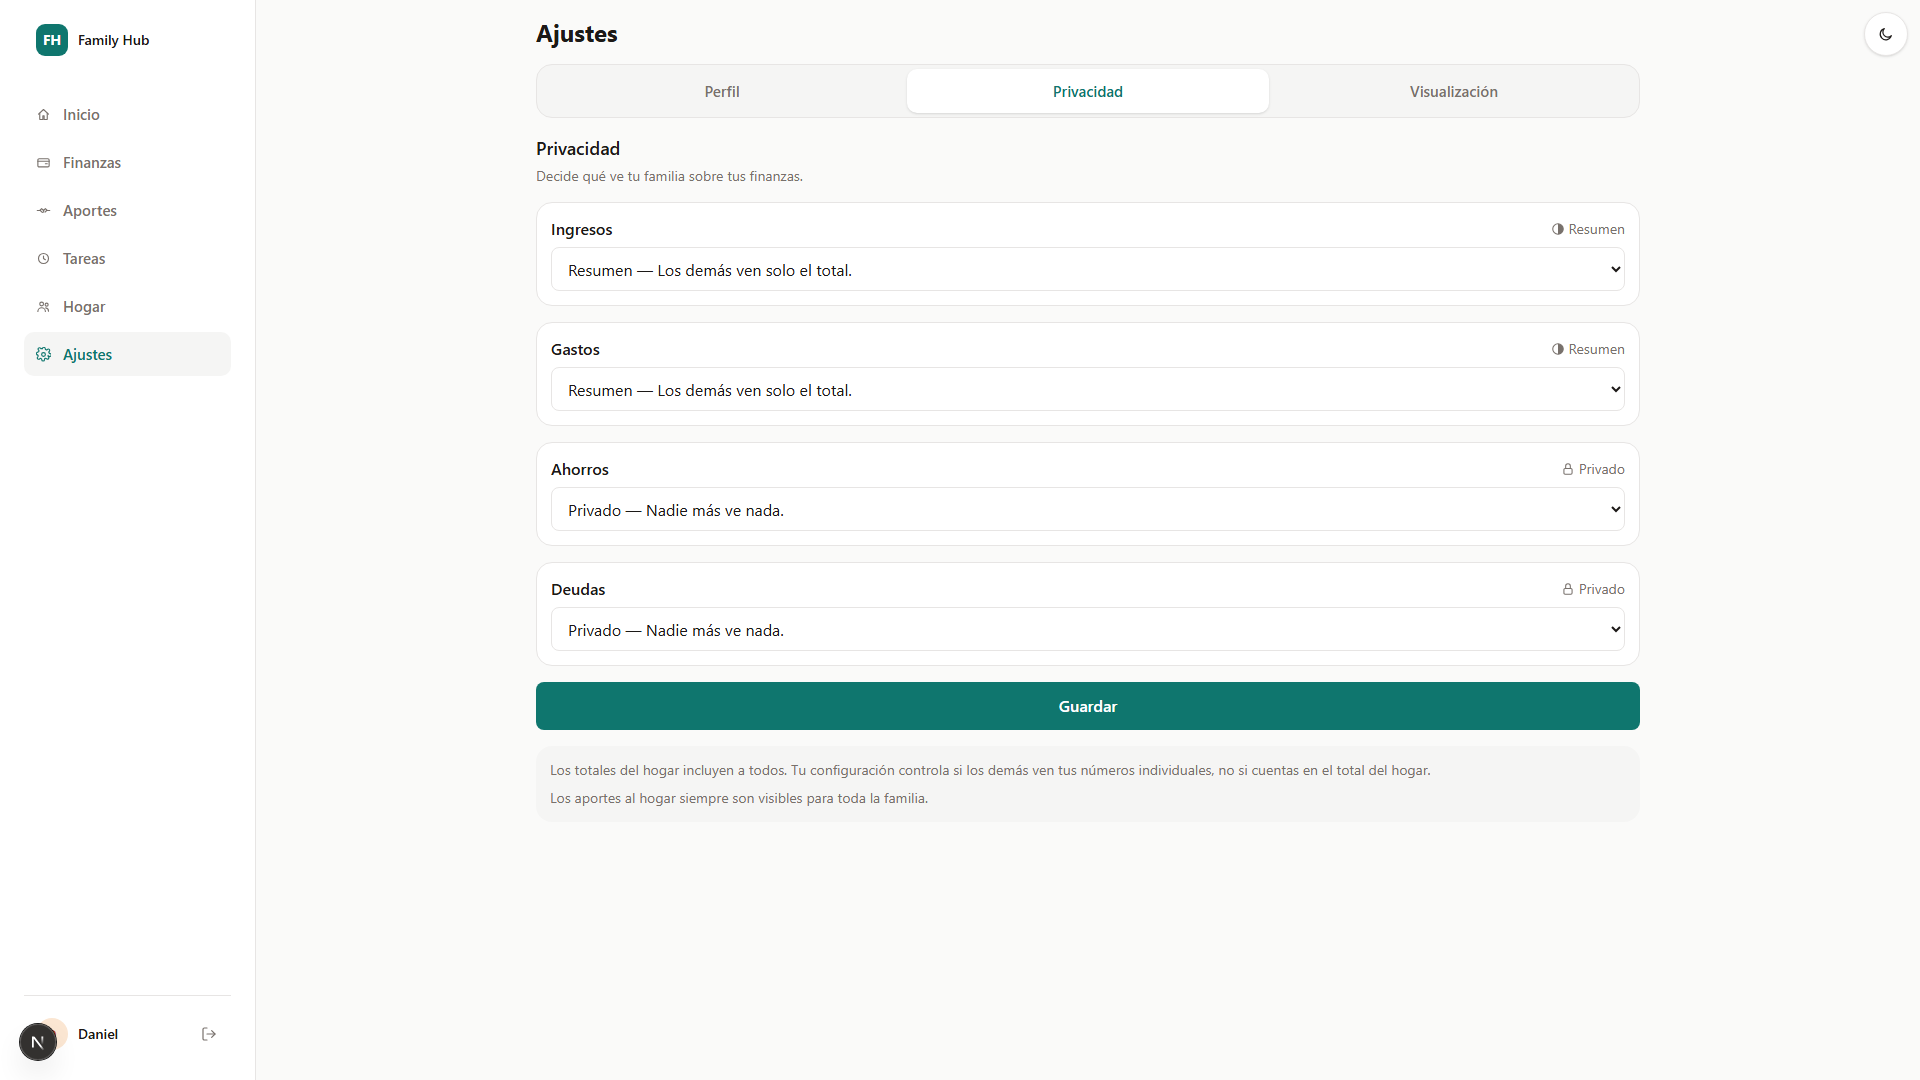 FH Family Hub
Inicio
Finanzas
Aportes
Tareas
Hogar
Ajustes
N Daniel
Ajustes
Perfil Privacidad Visualización
Privacidad
Decide qué ve tu familia sobre tus finanzas.
Ingresos Resumen
Resumen — Los demás ven solo el total.
Gastos Resumen
Resumen — Los demás ven solo el total.
Ahorros Privado
Privado — Nadie más ve nada.
Deudas Privado
Privado — Nadie más ve nada.
Guardar
Los totales del hogar incluyen a todos. Tu configuración controla si los demás ven tus números individuales, no si cuentas en el total del hogar.
Los aportes al hogar siempre son visibles para toda la familia.